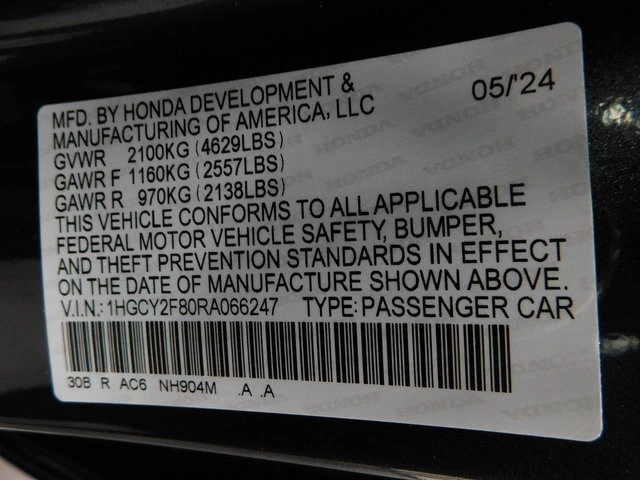 MFD. BY HONDA DEVELOPMENT & 05/'24
MANUFACTURING OF AMERICA, LLC
GVWR 2100KG (4629LBS)
GAWR F 1160KG (2557LBS)
GAWR R 970KG (2138LBS)
THIS VEHICLE CONFORMS TO ALL APPLICABLE
FEDERAL MOTOR VEHICLE SAFETY, BUMPER,
AND THEFT PREVENTION STANDARDS IN EFFECT
ON THE DATE OF MANUFACTURE SHOWN ABOVE.
V.I.N.: 1HGCY2F80RA066247 TYPE: PASSENGER CAR
30B R AC6 NH904M .A .A